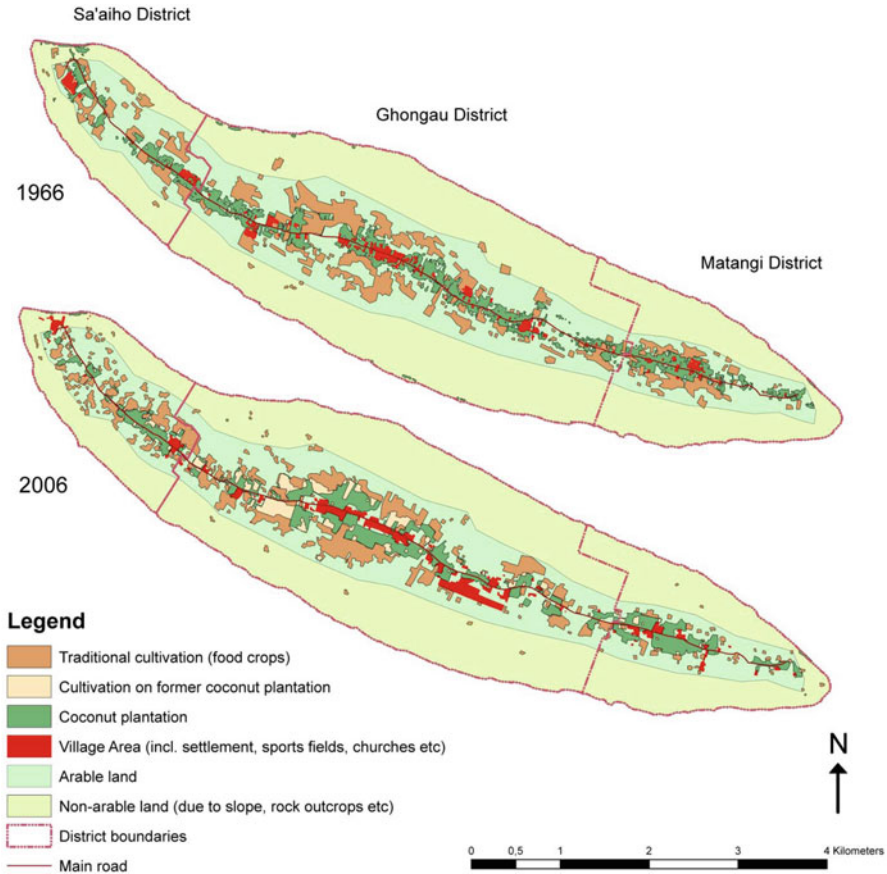 Sa'aiho District
Ghongau District
1966
Matangi District
2006
Legend
Traditional cultivation (food crops)
Cultivation on former coconut plantation
Coconut plantation
Village Area (incl. settlement, sports fields, churches etc)
Arable land
Non-arable land (due to slope, rock outcrops etc)
District boundaries
Main road
N
0 0,5 1 2 3 4 Kilometers